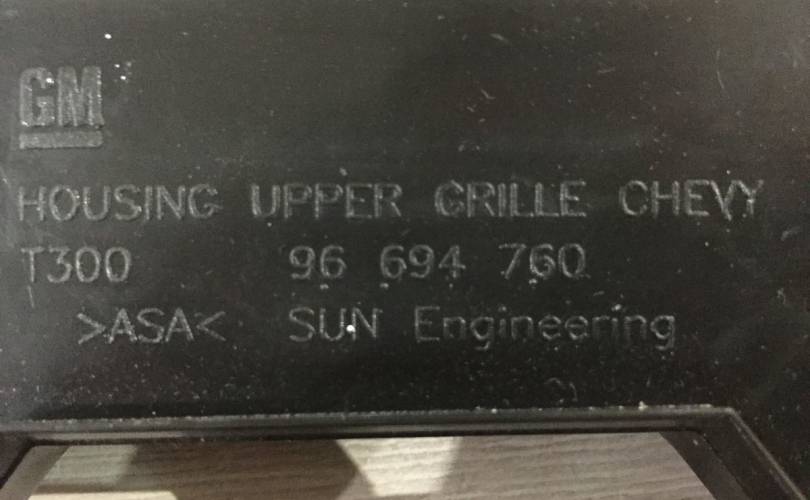 GM
HOUSING UPPER GRILLE CHEVY
T300 96 694 760
>ASA< SUN Engineering